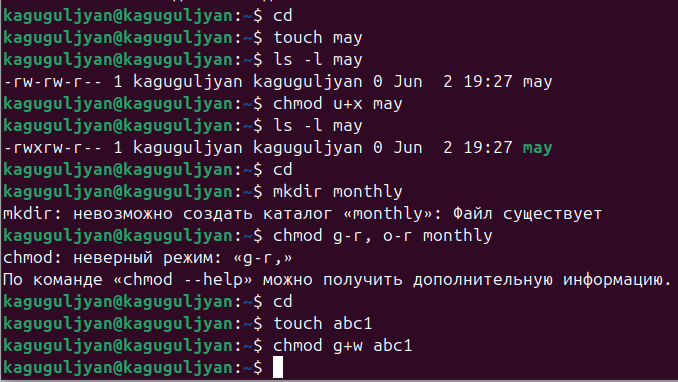 kaguguljyan@kaguguljyan:~$ cd
kaguguljyan@kaguguljyan:~$ touch may
kaguguljyan@kaguguljyan:~$ ls -l may
-rw-rw-r-- 1 kaguguljyan kaguguljyan 0 Jun  2 19:27 may
kaguguljyan@kaguguljyan:~$ chmod u+x may
kaguguljyan@kaguguljyan:~$ ls -l may
-rwxrw-r-- 1 kaguguljyan kaguguljyan 0 Jun  2 19:27 may
kaguguljyan@kaguguljyan:~$ cd
kaguguljyan@kaguguljyan:~$ mkdir monthly
mkdir: невозможно создать каталог «monthly»: Файл существует
kaguguljyan@kaguguljyan:~$ chmod g-r, o-r monthly
chmod: неверный режим: «g-r,»
По команде «chmod --help» можно получить дополнительную информацию.
kaguguljyan@kaguguljyan:~$ cd
kaguguljyan@kaguguljyan:~$ touch abc1
kaguguljyan@kaguguljyan:~$ chmod g+w abc1
kaguguljyan@kaguguljyan:~$